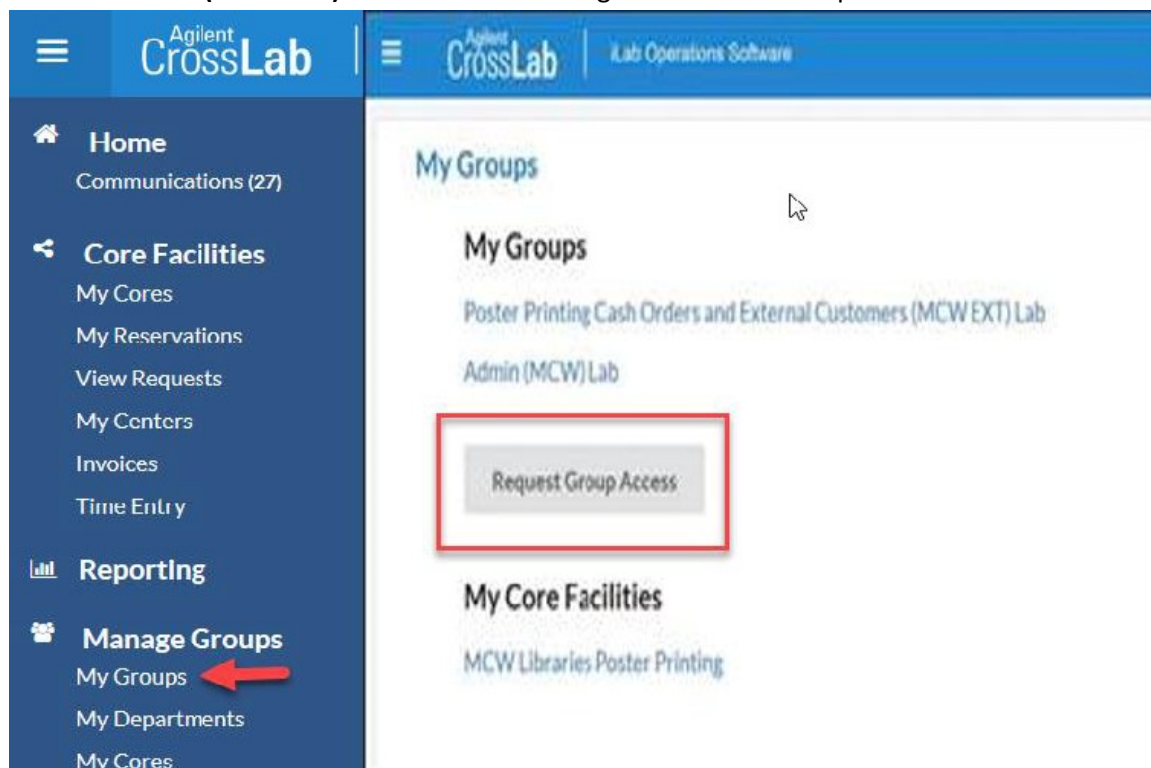 Agilent
CrossLab
Home
Communications (27)
Core Facilities
My Cores
My Reservations
View Requests
My Centers
Invoices
Time Entry
Reporting
Manage Groups
My Groups
My Departments
My Cores
Agilent
CrossLab
iLab Operations Software
My Groups
My Groups
Poster Printing Cash Orders and External Customers (MCW EXT) Lab
Admin (MCW) Lab
Request Group Access
My Core Facilities
MCW Libraries Poster Printing